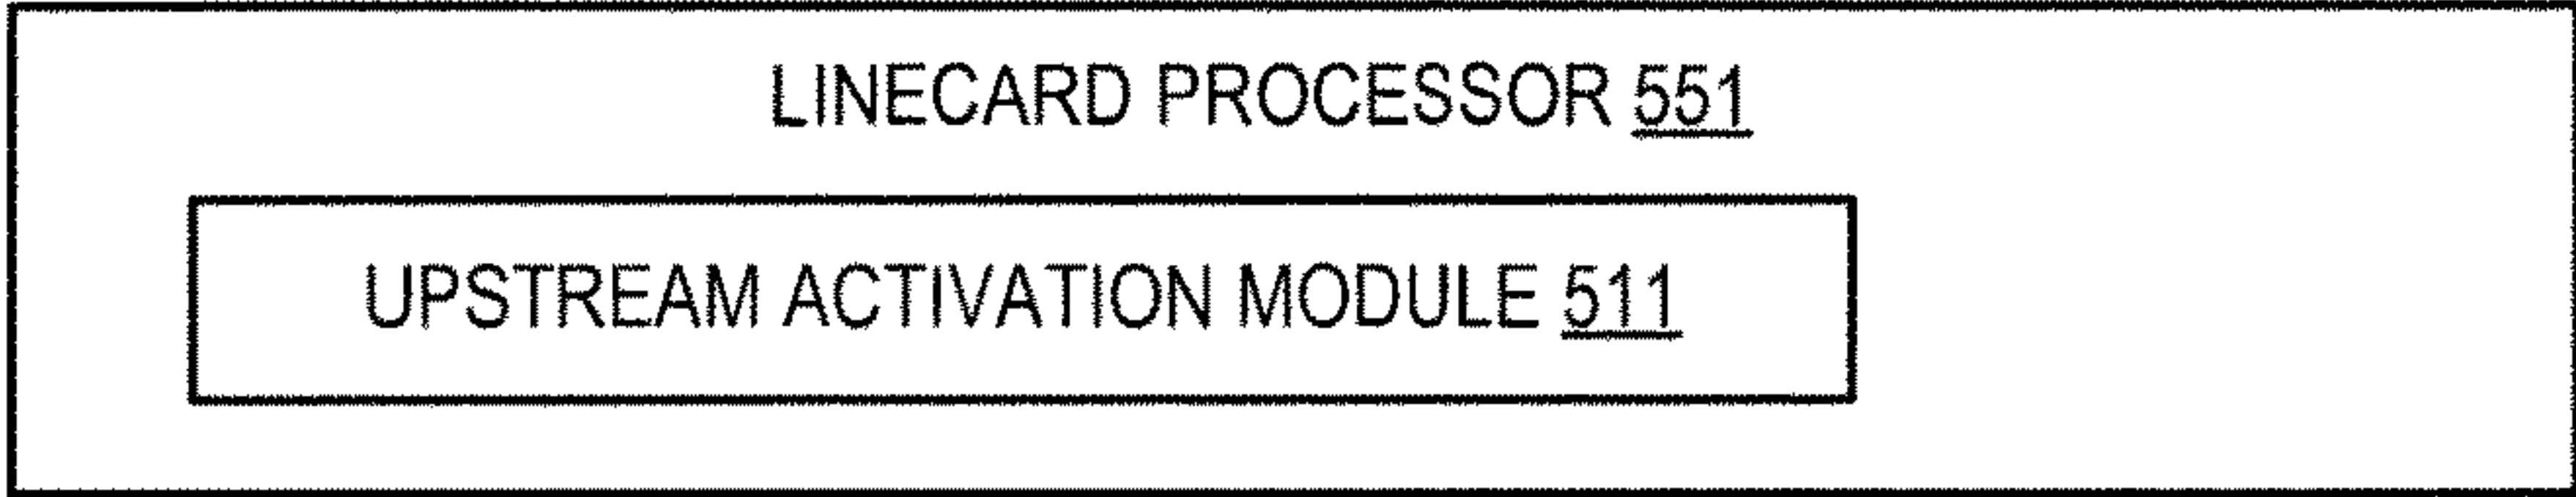 LINECARD PROCESSOR 551
UPSTREAM ACTIVATION MODULE 511